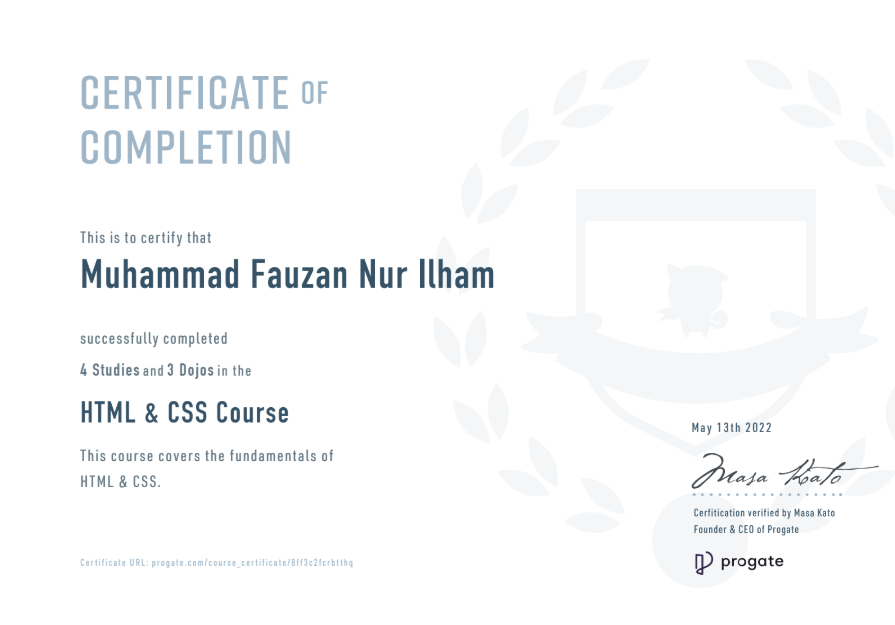 CERTIFICATE OF
COMPLETION
This is to certify that
Muhammad Fauzan Nur Ilham
successfully completed
4 Studies and 3 Dojos in the
HTML & CSS Course
This course covers the fundamentals of
HTML & CSS.
May 13th 2022
Masa Kato
Cerfitication verified by Masa Kato
Founder & CEO of Progate
progate
Certificate URL: progate.com/course_certificate/8ff3c2fcrbtthq